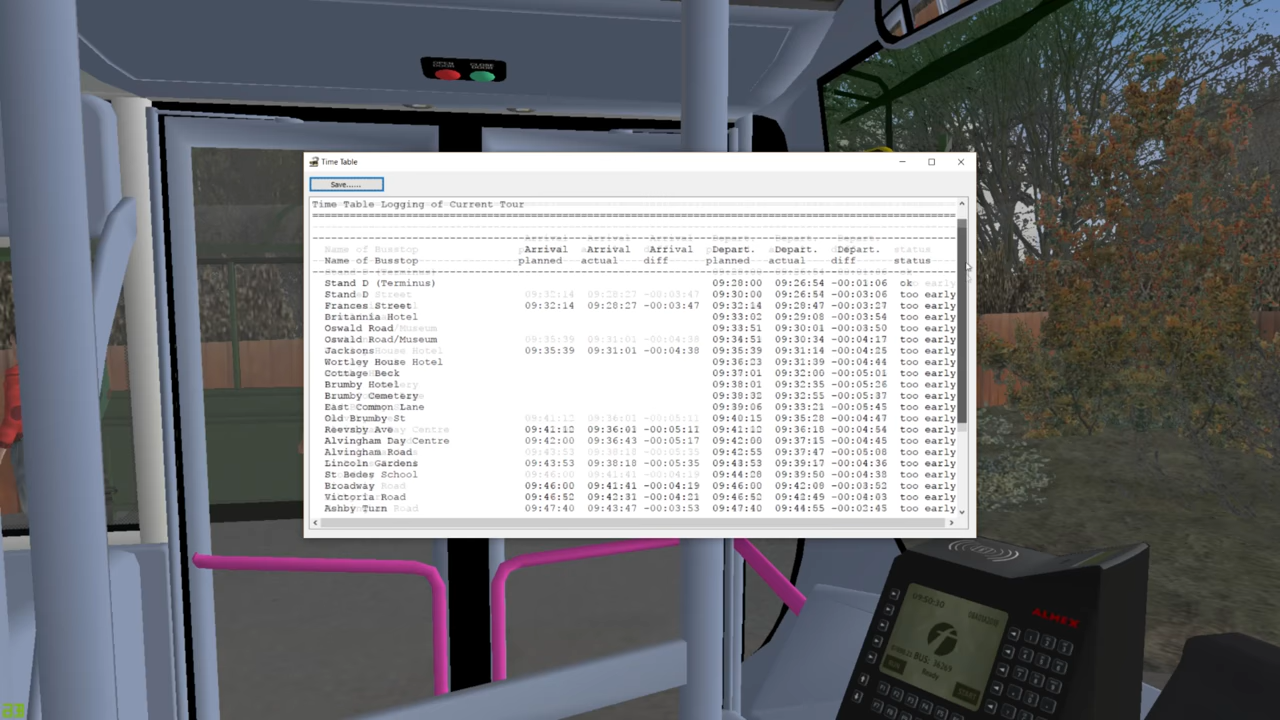 OPEN DOOR CLOSE DOOR
Time Table
Save......
Time Table Logging of Current Tour
Arrival Arrival Arrival Depart. Depart. Depart.
Name of Busstop planned actual diff planned actual diff status
Stand D (Terminus) 09:28:00 09:26:54 -00:01:06 ok
Stand D 09:30:00 09:26:54 -00:03:06 too early
Frances Street 09:32:14 09:28:27 -00:03:47 09:32:14 09:28:47 -00:03:27 too early
Britannia Hotel 09:33:02 09:29:08 -00:03:54 too early
Oswald Road 09:33:51 09:30:01 -00:03:50 too early
Oswald Road/Museum 09:34:51 09:30:34 -00:04:17 too early
Jacksons 09:35:39 09:31:01 -00:04:38 09:35:39 09:31:14 -00:04:25 too early
Wortley House Hotel 09:36:23 09:31:39 -00:04:44 too early
Cottage Beck 09:37:01 09:32:00 -00:05:01 too early
Brumby Hotel 09:38:01 09:32:35 -00:05:26 too early
Brumby Cemetery 09:38:32 09:32:55 -00:05:37 too early
East Common Lane 09:39:06 09:33:21 -00:05:45 too early
Old Brumby St 09:40:15 09:35:28 -00:04:47 too early
Reevsby Ave 09:41:12 09:36:01 -00:05:11 09:41:12 09:36:18 -00:04:54 too early
Alvingham Day Centre 09:42:00 09:36:43 -00:05:17 09:42:00 09:37:15 -00:04:45 too early
Alvingham Road 09:42:55 09:37:47 -00:05:08 too early
Lincoln Gardens 09:43:53 09:38:18 -00:05:35 09:43:53 09:39:17 -00:04:36 too early
St Bedes School 09:44:28 09:39:50 -00:04:38 too early
Broadway 09:46:00 09:41:41 -00:04:19 09:46:00 09:42:08 -00:03:52 too early
Victoria Road 09:46:52 09:42:31 -00:04:21 09:46:52 09:42:49 -00:04:03 too early
Ashby Turn 09:47:40 09:43:47 -00:03:53 09:47:40 09:44:55 -00:02:45 too early
ALMEX
09:50:30
BUS: 36269
Ready
START
23